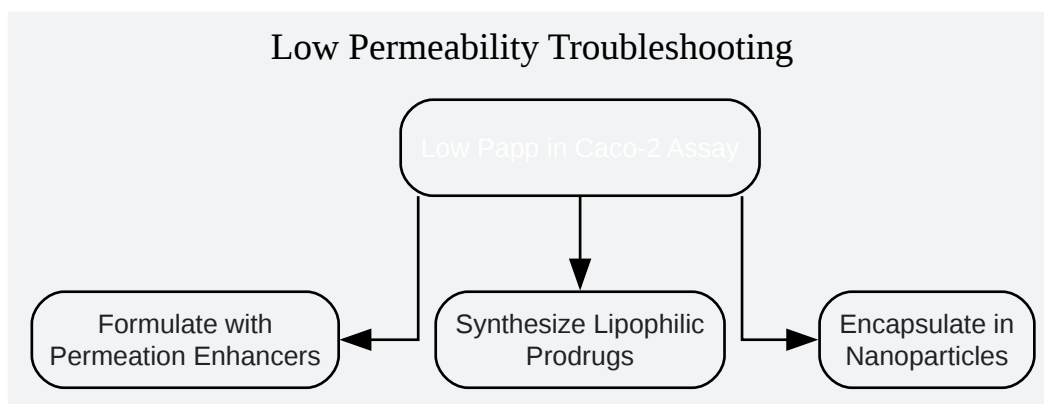 Low Permeability Troubleshooting
Low Papp in Caco-2 Assay
Formulate with
Permeation Enhancers
Synthesize Lipophilic
Prodrugs
Encapsulate in
Nanoparticles